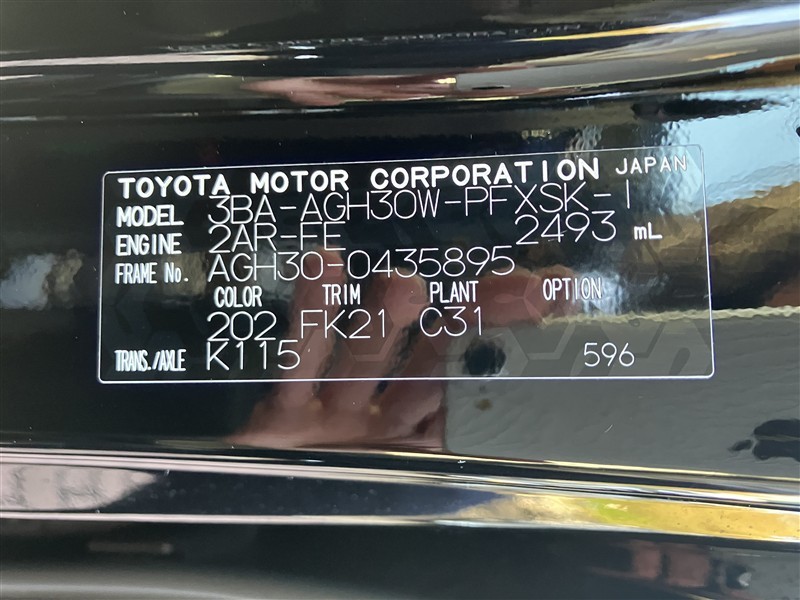 TOYOTA MOTOR CORPORATION JAPAN
MODEL 3BA-AGH30W-PFXSK-I
ENGINE 2AR-FE 2493 mL
FRAME No. AGH30-0435895
COLOR TRIM PLANT OPTION
202 FK21 C31
TRANS./AXLE K115 596